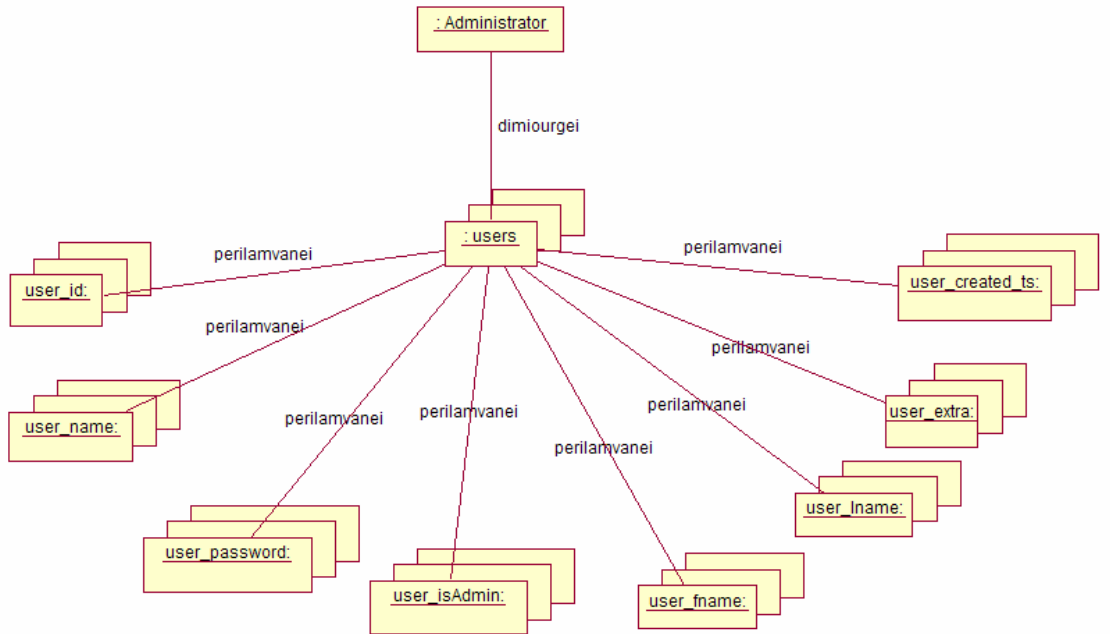 : Administrator
dimiourgei
: users
perilamvanei
perilamvanei
user_id:
user_created_ts:
perilamvanei
perilamvanei
user_name:
perilamvanei
perilamvanei
perilamvanei
user_extra:
perilamvanei
user_lname:
user_password:
user_isAdmin:
user_fname: